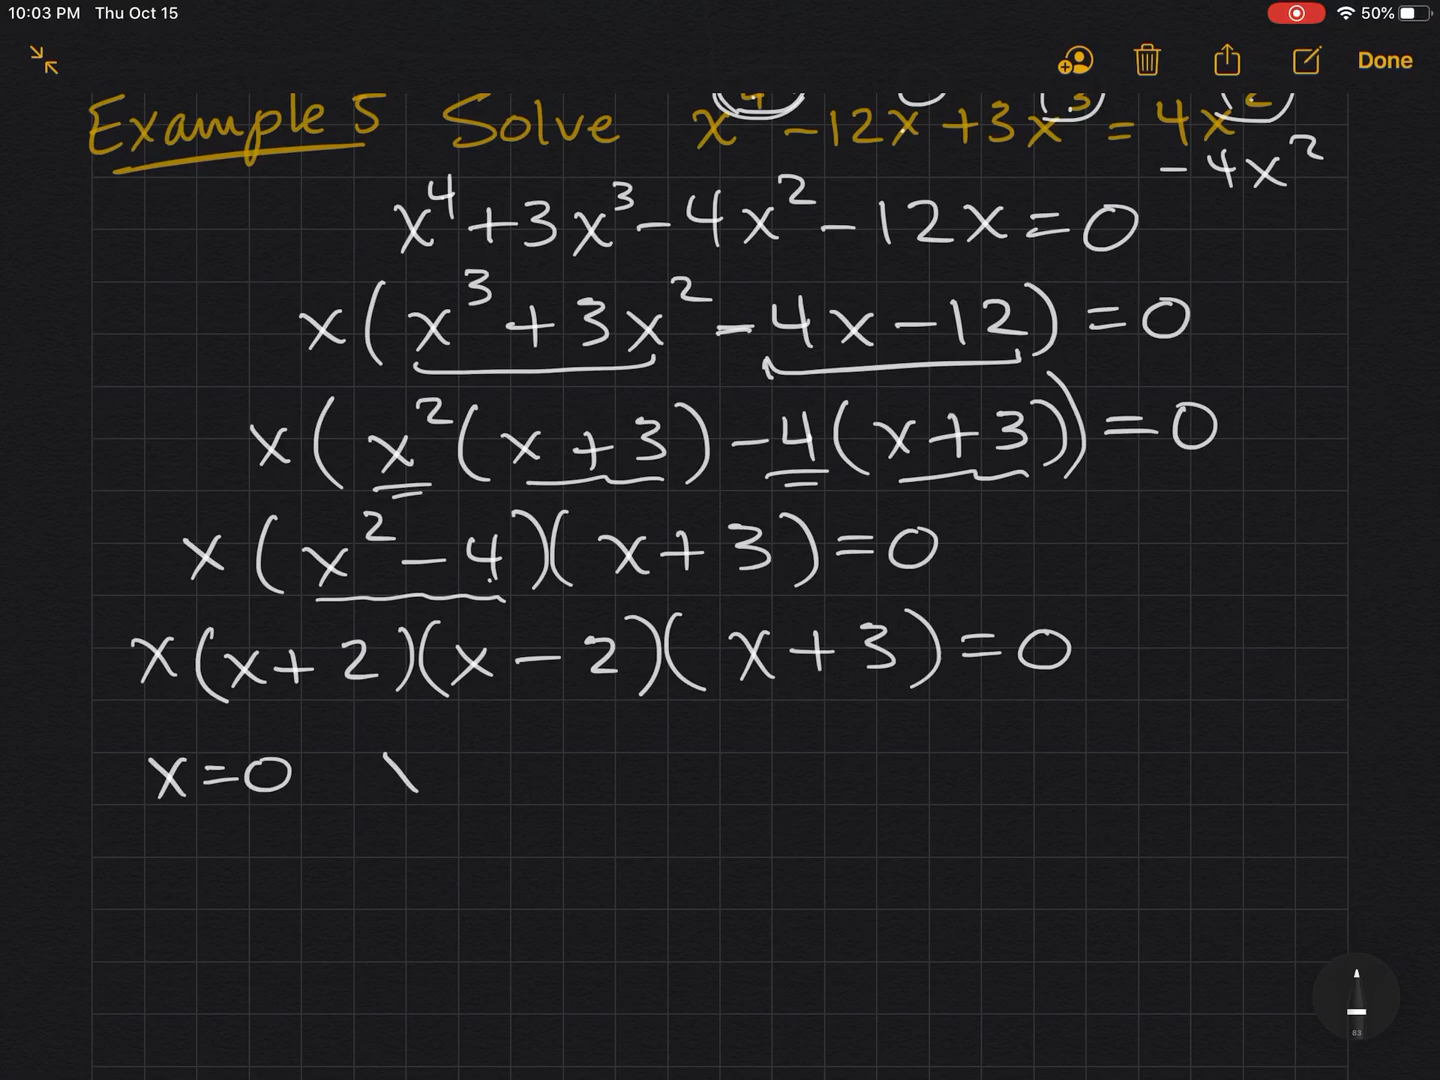 10:03 PM Thu Oct 15 50%
Done
Example 5 Solve x⁴ - 12x + 3x³ = 4x²
- 4x²
x⁴ + 3x³ - 4x² - 12x = 0
x(x³ + 3x² - 4x - 12) = 0
x(x²(x + 3) - 4(x + 3)) = 0
x(x² - 4)(x + 3) = 0
x(x + 2)(x - 2)(x + 3) = 0
x = 0 \
83